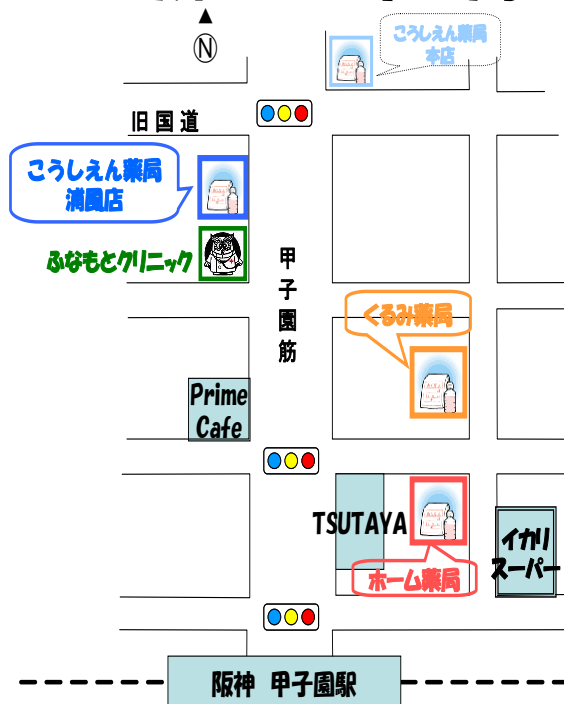 Ⓝ
こうしえん薬局
本店
旧国道
こうしえん薬局
浦風店
ふなもとクリニック
甲子園筋
くるみ薬局
Prime
Cafe
TSUTAYA
イカリ
スーパー
ホーム薬局
阪神 甲子園駅